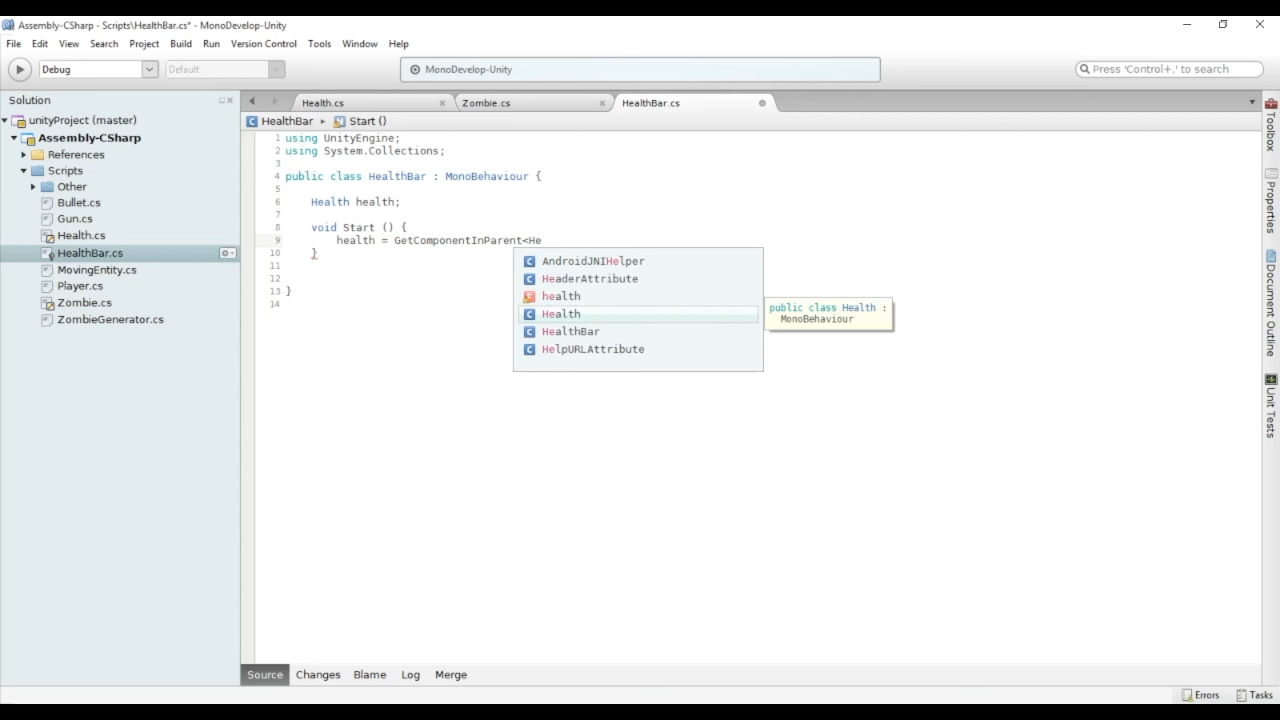 Assembly-CSharp - Scripts\HealthBar.cs* - MonoDevelop-Unity
File Edit View Search Project Build Run Version Control Tools Window Help
Debug Default MonoDevelop-Unity Press 'Control+,' to search
Solution
unityProject (master)
Assembly-CSharp
References
Scripts
Other
Bullet.cs
Gun.cs
Health.cs
HealthBar.cs
MovingEntity.cs
Player.cs
Zombie.cs
ZombieGenerator.cs
Health.cs Zombie.cs HealthBar.cs
HealthBar Start ()
1 using UnityEngine;
2 using System.Collections;
3
4 public class HealthBar : MonoBehaviour {
5
6 Health health;
7
8 void Start () {
9 health = GetComponentInParent<He
10 }
11
12
13 }
14
AndroidJNIHelper
HeaderAttribute
health
Health
HealthBar
HelpURLAttribute
public class Health :
MonoBehaviour
Toolbox
Properties
Document Outline
Unit Tests
Source Changes Blame Log Merge
Errors Tasks